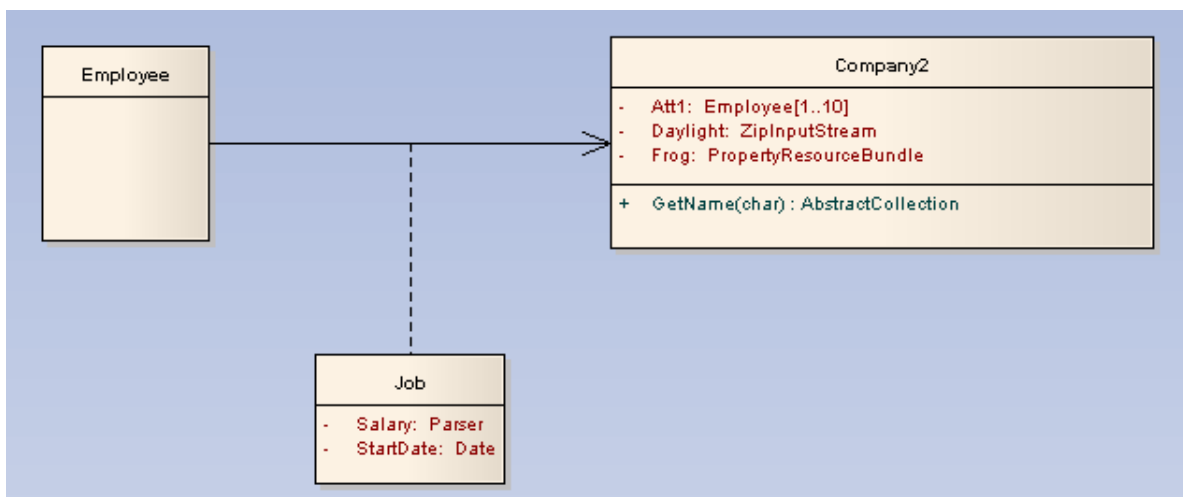 Employee
Company2
- Att1: Employee[1..10]
- Daylight: ZipInputStream
- Frog: PropertyResourceBundle
+ GetName(char) : AbstractCollection
Job
- Salary: Parser
- StartDate: Date